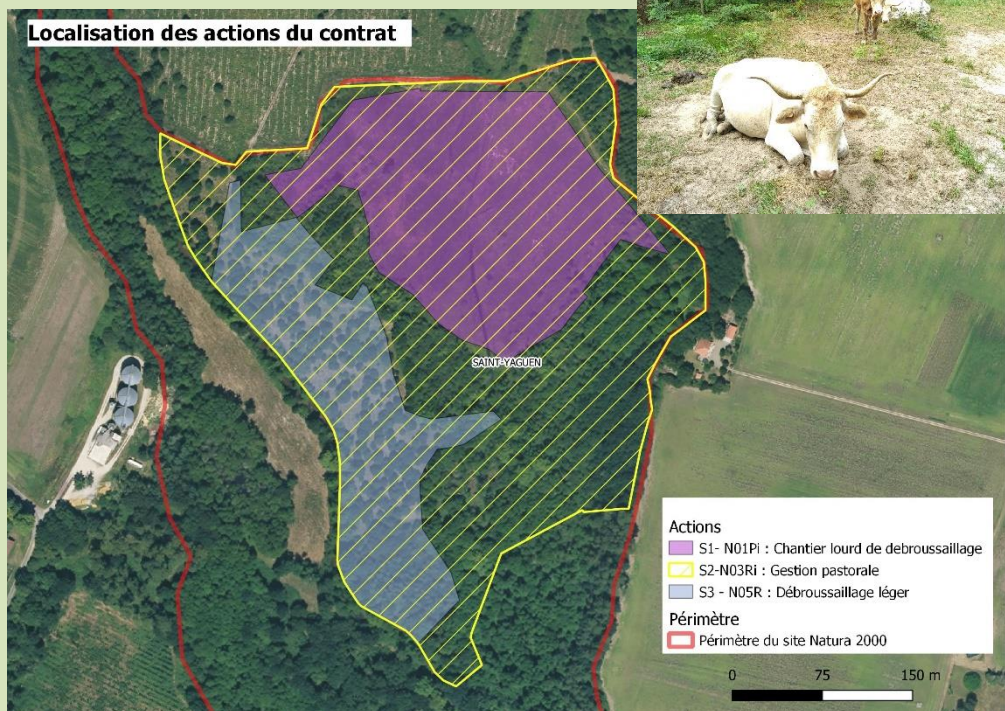 Localisation des actions du contrat
SAINT-YAGUEN
Actions
S1- N01Pi : Chantier lourd de debroussaillage
S2-N03Ri : Gestion pastorale
S3 - N05R : Débroussaillage léger
Périmètre
Périmètre du site Natura 2000
0 75 150 m